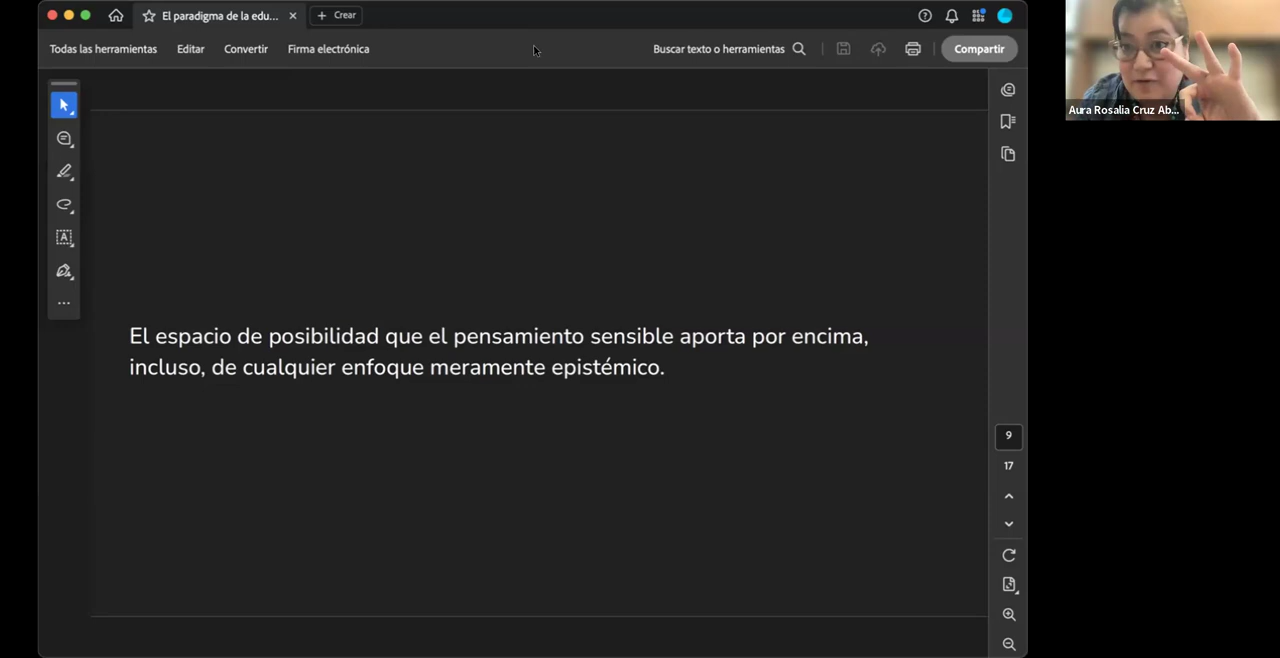 El paradigma de la edu...
Crear
Todas las herramientas
Editar
Convertir
Firma electrónica
Buscar texto o herramientas
Compartir
Aura Rosalia Cruz Ab...
El espacio de posibilidad que el pensamiento sensible aporta por encima,
incluso, de cualquier enfoque meramente epistémico.
9
17